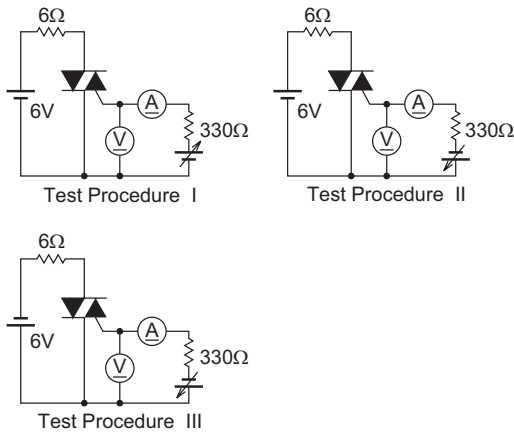 6Ω
6V
A
V
330Ω
Test Procedure I
6Ω
6V
A
V
330Ω
Test Procedure II
6Ω
6V
A
V
330Ω
Test Procedure III